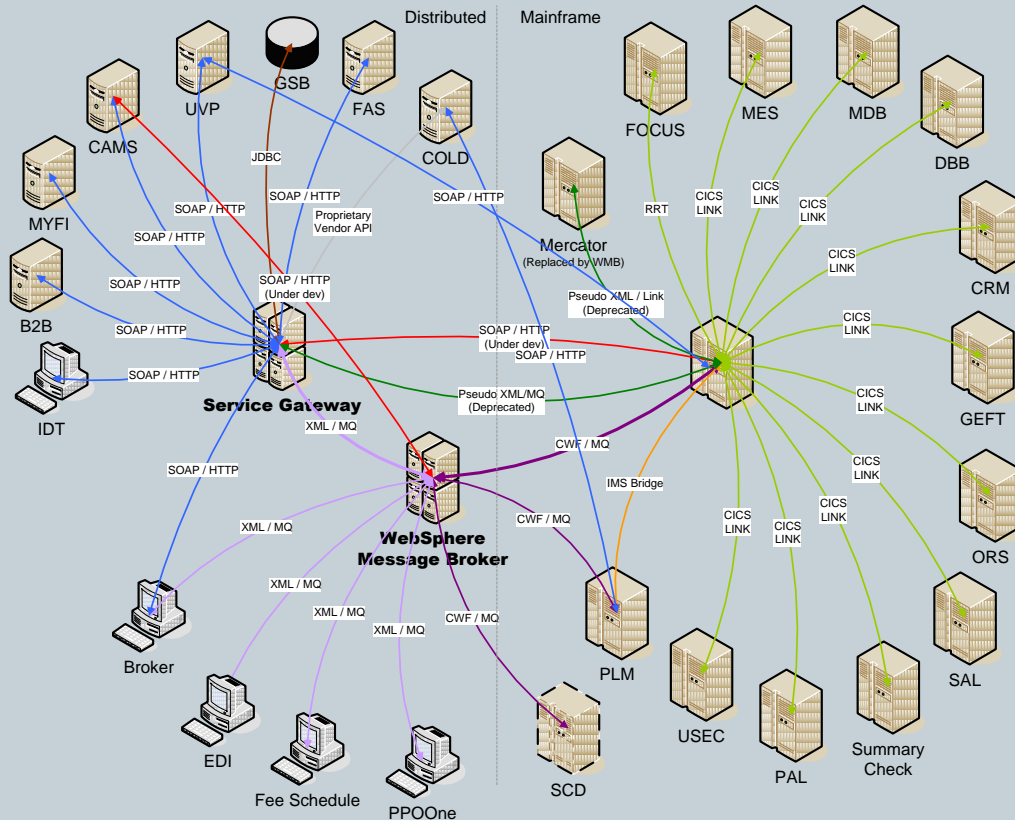 Distributed
Mainframe
UVP
GSB
FAS
COLD
CAMS
MYFI
B2B
IDT
FOCUS
MES
MDB
DBB
CRM
GEFT
ORS
SAL
Summary
Check
PAL
USEC
PLM
SCD
Mercator
(Replaced by WMB)
JDBC
SOAP / HTTP
SOAP / HTTP
Proprietary
Vendor API
SOAP / HTTP
SOAP / HTTP
SOAP / HTTP
SOAP / HTTP
SOAP / HTTP
(Under dev)
SOAP / HTTP
SOAP / HTTP
SOAP / HTTP
(Under dev)
SOAP / HTTP
Pseudo XML / Link
(Deprecated)
Pseudo XML/MQ
(Deprecated)
Service Gateway
XML / MQ
CWF / MQ
IMS Bridge
SOAP / HTTP
XML / MQ
WebSphere
Message Broker
CWF / MQ
XML / MQ
XML / MQ
XML / MQ
CWF / MQ
RRT
CICS
LINK
CICS
LINK
CICS
LINK
CICS
LINK
CICS
LINK
CICS
LINK
CICS
LINK
CICS
LINK
CICS
LINK
CICS
LINK
Broker
EDI
Fee Schedule
PPOOne